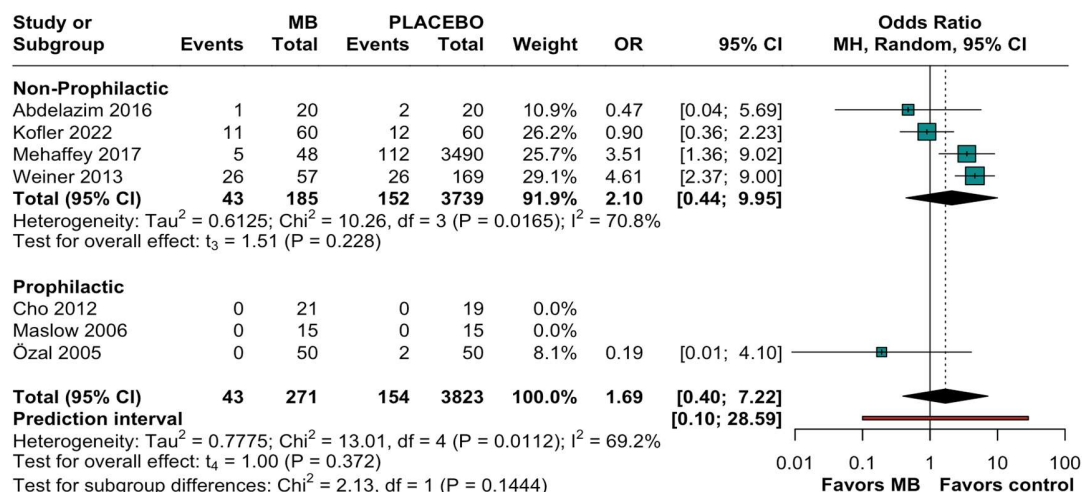 Study or MB PLACEBO Odds Ratio
Subgroup Events Total Events Total Weight OR 95% CI MH, Random, 95% CI
Non-Prophilactic
Abdelazim 2016 1 20 2 20 10.9% 0.47 [0.04; 5.69]
Kofler 2022 11 60 12 60 26.2% 0.90 [0.36; 2.23]
Mehaffey 2017 5 48 112 3490 25.7% 3.51 [1.36; 9.02]
Weiner 2013 26 57 26 169 29.1% 4.61 [2.37; 9.00]
Total (95% CI) 43 185 152 3739 91.9% 2.10 [0.44; 9.95]
Heterogeneity: Tau² = 0.6125; Chi² = 10.26, df = 3 (P = 0.0165); I² = 70.8%
Test for overall effect: t₃ = 1.51 (P = 0.228)
Prophilactic
Cho 2012 0 21 0 19 0.0%
Maslow 2006 0 15 0 15 0.0%
Özal 2005 0 50 2 50 8.1% 0.19 [0.01; 4.10]
Total (95% CI) 43 271 154 3823 100.0% 1.69 [0.40; 7.22]
Prediction interval [0.10; 28.59]
Heterogeneity: Tau² = 0.7775; Chi² = 13.01, df = 4 (P = 0.0112); I² = 69.2%
Test for overall effect: t₄ = 1.00 (P = 0.372)
0.01 0.1 1 10 100
Test for subgroup differences: Chi² = 2.13, df = 1 (P = 0.1444) Favors MB Favors control